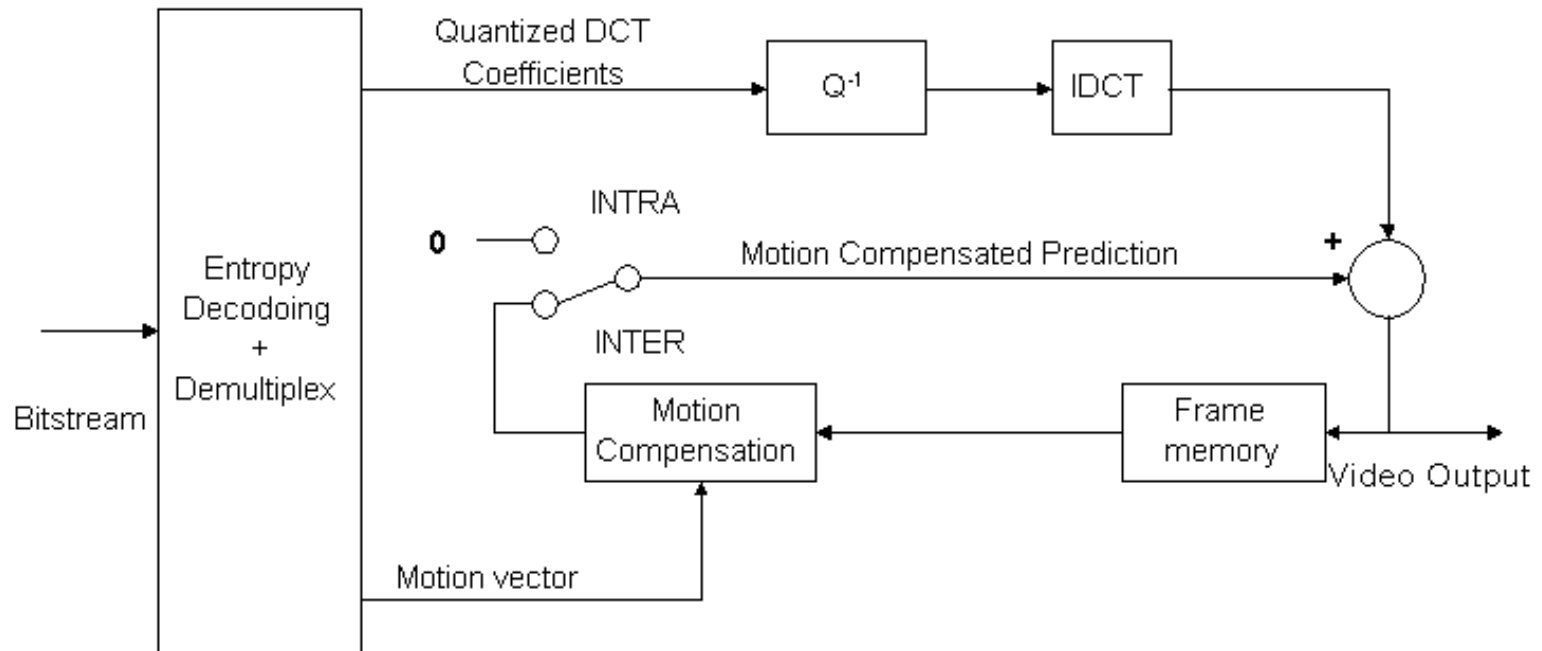 Quantized DCT
Coefficients
Q⁻¹
IDCT
INTRA
0
Motion Compensated Prediction
+
Entropy
Decodoing
+
Demultiplex
INTER
Bitstream
Motion
Compensation
Frame
memory
Video Output
Motion vector